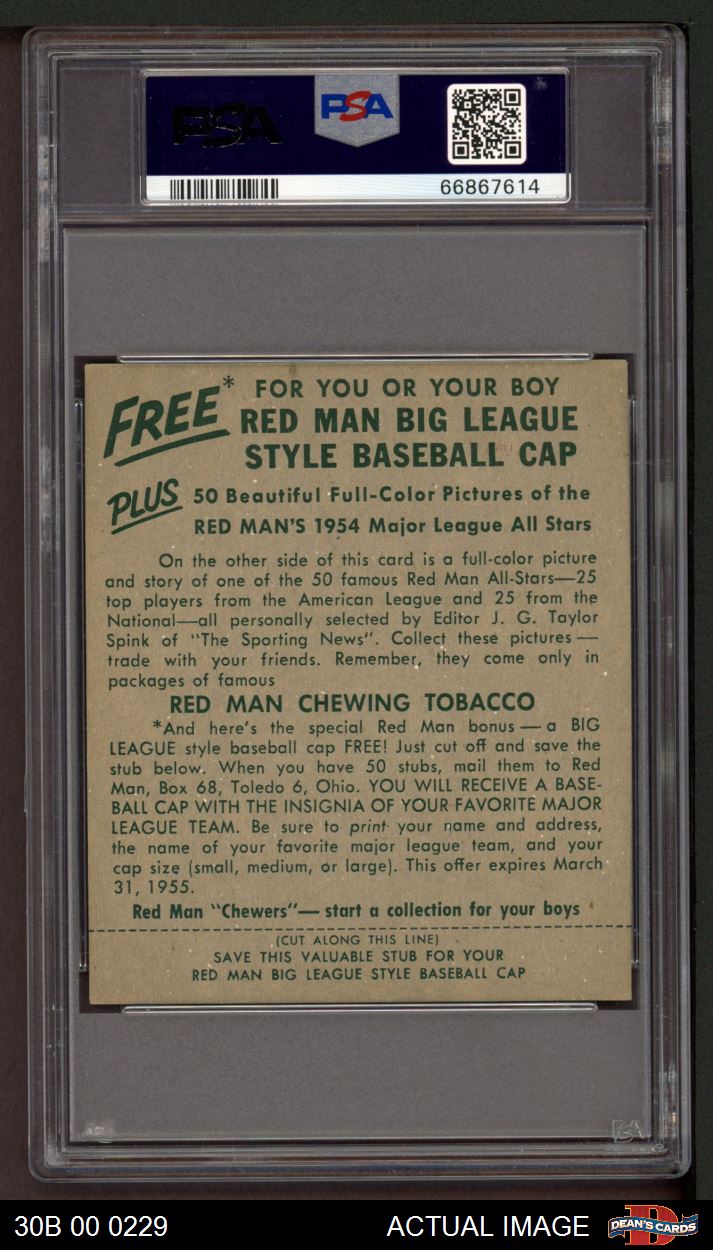 PSA
PSA
66867614
FREE* FOR YOU OR YOUR BOY
RED MAN BIG LEAGUE
STYLE BASEBALL CAP
PLUS 50 Beautiful Full-Color Pictures of the
RED MAN'S 1954 Major League All Stars
On the other side of this card is a full-color picture
and story of one of the 50 famous Red Man All-Stars—25
top players from the American League and 25 from the
National—all personally selected by Editor J. G. Taylor
Spink of "The Sporting News". Collect these pictures—
trade with your friends. Remember, they come only in
packages of famous
RED MAN CHEWING TOBACCO
*And here's the special Red Man bonus — a BIG
LEAGUE style baseball cap FREE! Just cut off and save the
stub below. When you have 50 stubs, mail them to Red
Man, Box 68, Toledo 6, Ohio. YOU WILL RECEIVE A BASE-
BALL CAP WITH THE INSIGNIA OF YOUR FAVORITE MAJOR
LEAGUE TEAM. Be sure to print your name and address,
the name of your favorite major league team, and your
cap size (small, medium, or large). This offer expires March
31, 1955.
Red Man "Chewers"— start a collection for your boys
(CUT ALONG THIS LINE)
SAVE THIS VALUABLE STUB FOR YOUR
RED MAN BIG LEAGUE STYLE BASEBALL CAP
PSA
30B 00 0229 ACTUAL IMAGE DEAN'S CARDS